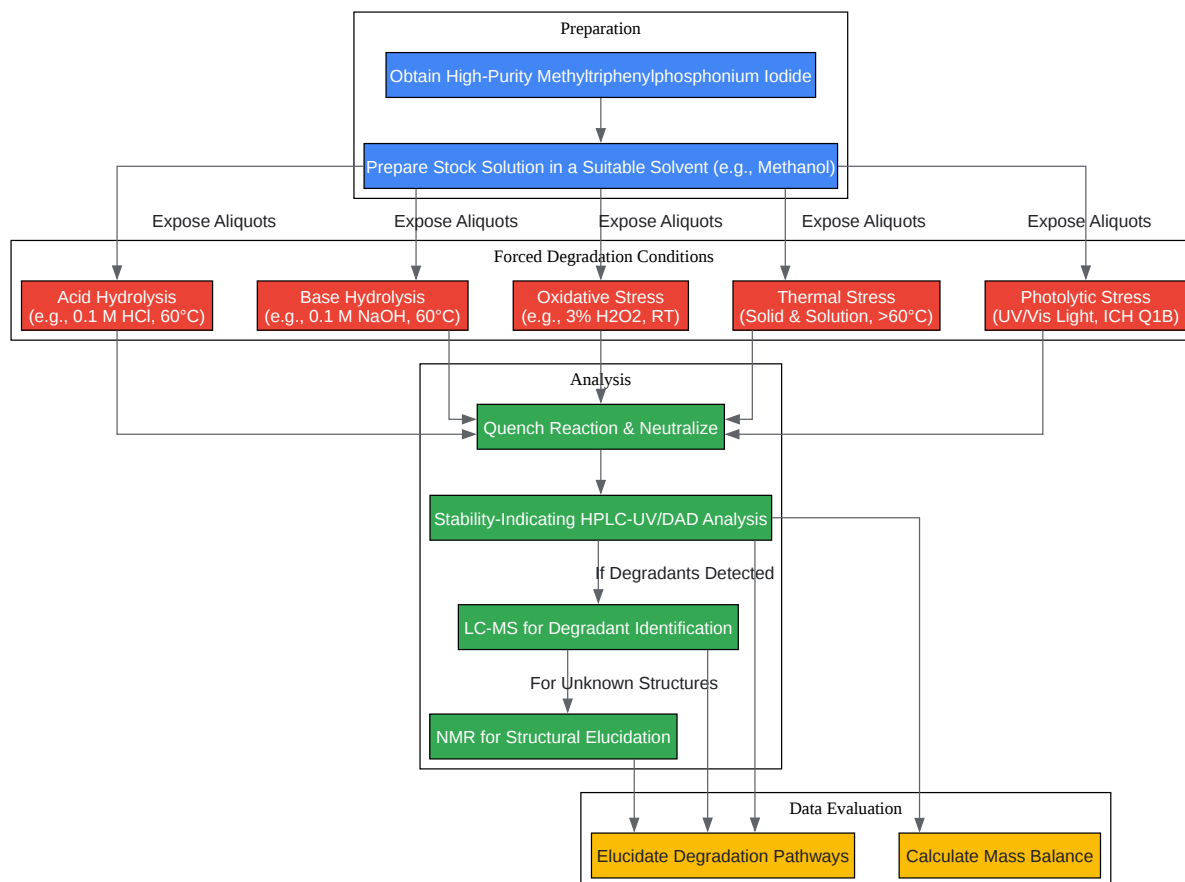 Preparation
Obtain High-Purity Methyltriphenylphosphonium Iodide
Prepare Stock Solution in a Suitable Solvent (e.g., Methanol)
Expose Aliquots
Expose Aliquots
Expose Aliquots
Expose Aliquots
Expose Aliquots
Forced Degradation Conditions
Acid Hydrolysis
(e.g., 0.1 M HCl, 60°C)
Base Hydrolysis
(e.g., 0.1 M NaOH, 60°C)
Oxidative Stress
(e.g., 3% H2O2, RT)
Thermal Stress
(Solid & Solution, >60°C)
Photolytic Stress
(UV/Vis Light, ICH Q1B)
Analysis
Quench Reaction & Neutralize
Stability-Indicating HPLC-UV/DAD Analysis
If Degradants Detected
LC-MS for Degradant Identification
For Unknown Structures
NMR for Structural Elucidation
Data Evaluation
Elucidate Degradation Pathways
Calculate Mass Balance